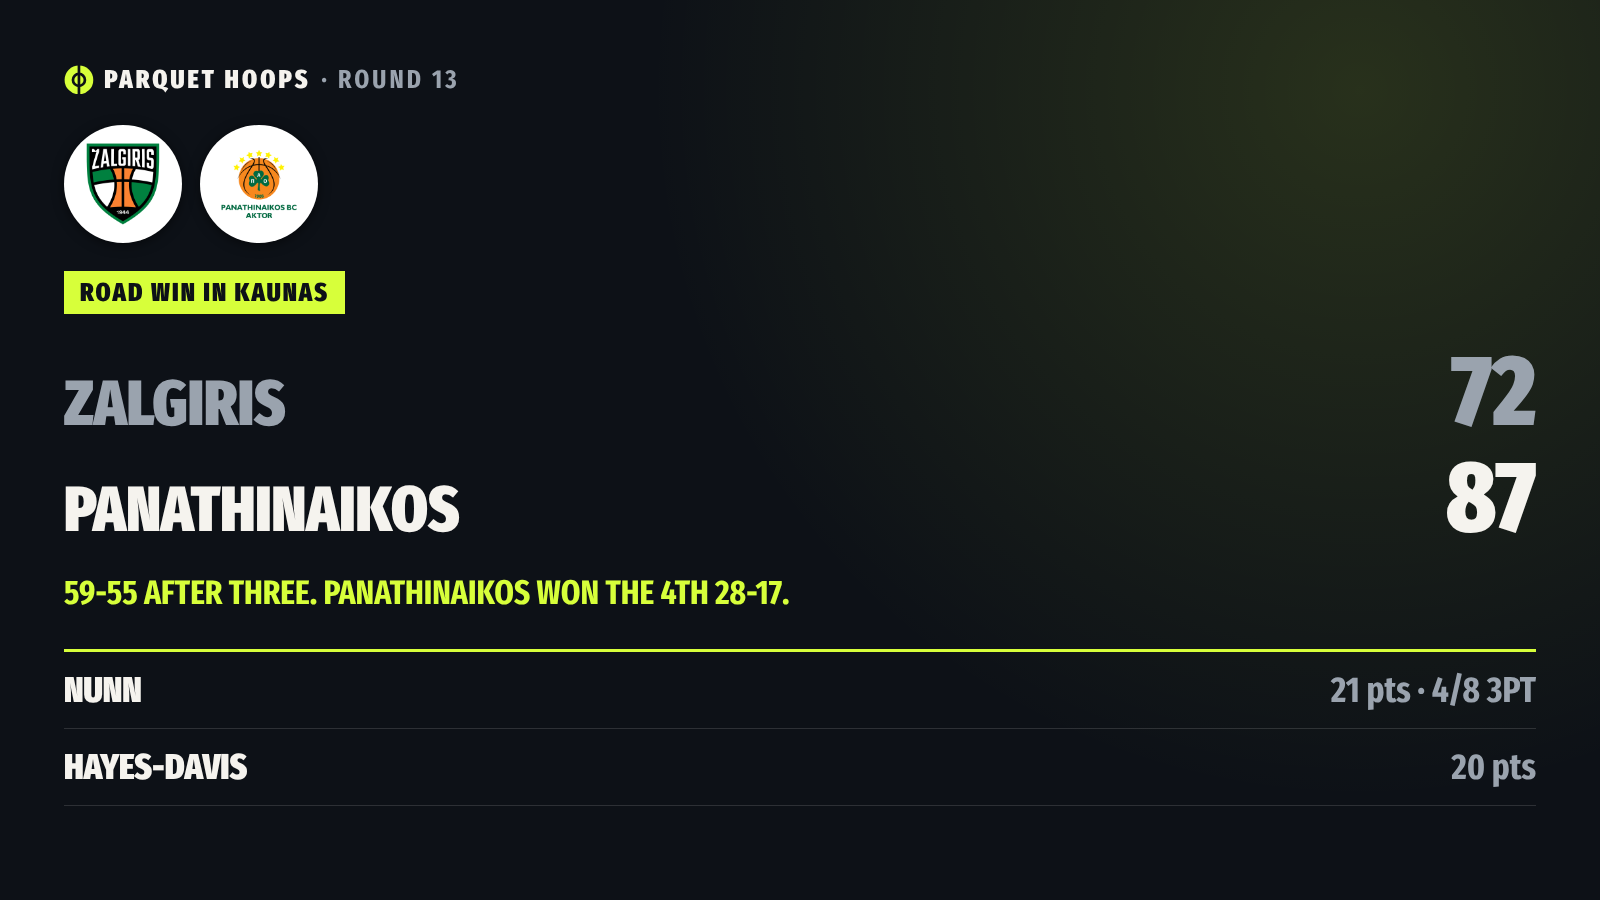 PARQUET HOOPS · ROUND 13
ZALGIRIS
1944
PANATHINAIKOS BC
AKTOR
ROAD WIN IN KAUNAS
ZALGIRIS 72
PANATHINAIKOS 87
59-55 AFTER THREE. PANATHINAIKOS WON THE 4TH 28-17.
NUNN 21 pts · 4/8 3PT
HAYES-DAVIS 20 pts